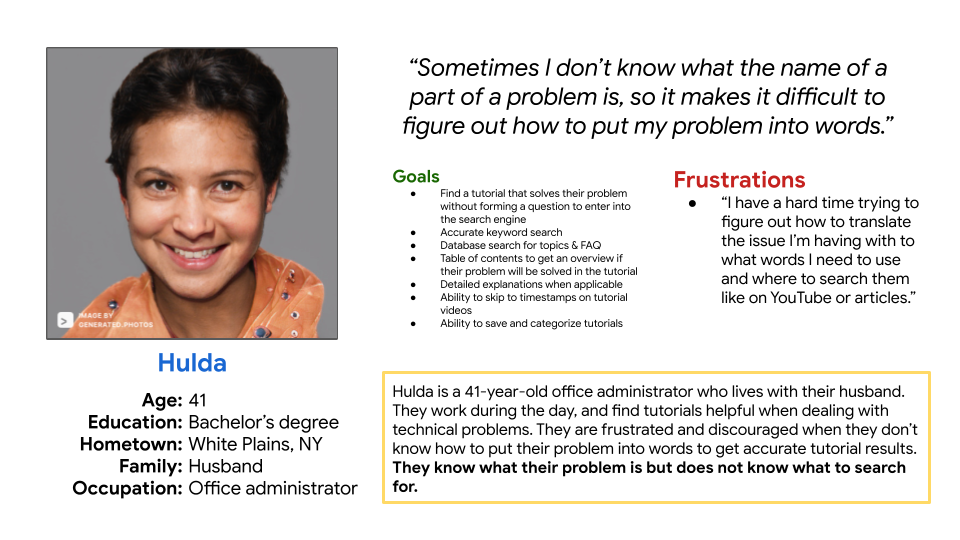 “Sometimes I don’t know what the name of a
part of a problem is, so it makes it difficult to
figure out how to put my problem into words.”
IMAGE BY
GENERATED.PHOTOS
Hulda
Age: 41
Education: Bachelor’s degree
Hometown: White Plains, NY
Family: Husband
Occupation: Office administrator
Goals
● Find a tutorial that solves their problem
without forming a question to enter into
the search engine
● Accurate keyword search
● Database search for topics & FAQ
● Table of contents to get an overview if
their problem will be solved in the tutorial
● Detailed explanations when applicable
● Ability to skip to timestamps on tutorial
videos
● Ability to save and categorize tutorials
Frustrations
● “I have a hard time trying to
figure out how to translate
the issue I’m having with to
what words I need to use
and where to search them
like on YouTube or articles.”
Hulda is a 41-year-old office administrator who lives with their husband.
They work during the day, and find tutorials helpful when dealing with
technical problems. They are frustrated and discouraged when they don’t
know how to put their problem into words to get accurate tutorial results.
They know what their problem is but does not know what to search
for.